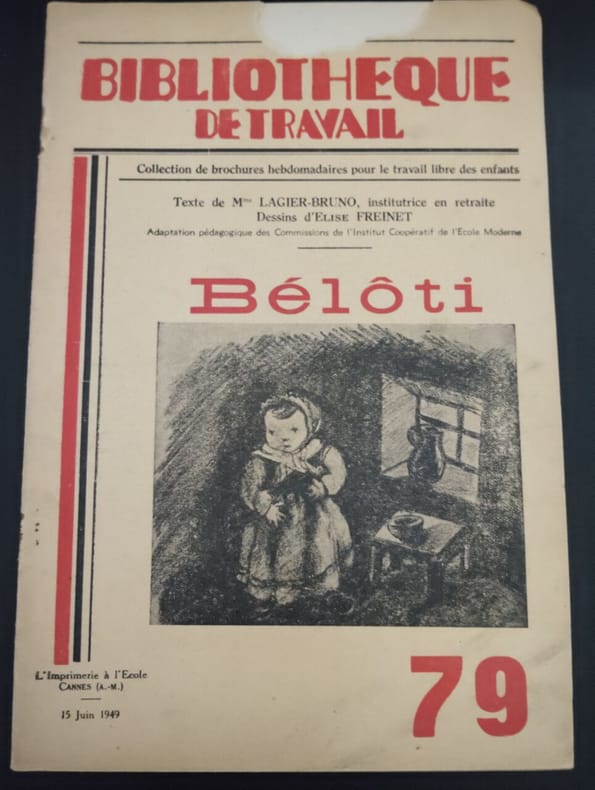 BIBLIOTHEQUE
DE TRAVAIL
Collection de brochures hebdomadaires pour le travail libre des enfants
Texte de Mme LAGIER-BRUNO, institutrice en retraite
Dessins d'ELISE FREINET
Adaptation pédagogique des Commissions de l'Institut Coopératif de l'Ecole Moderne
Bélôti
L'Imprimerie à l'Ecole
CANNES (A.-M.)
15 Juin 1949
79